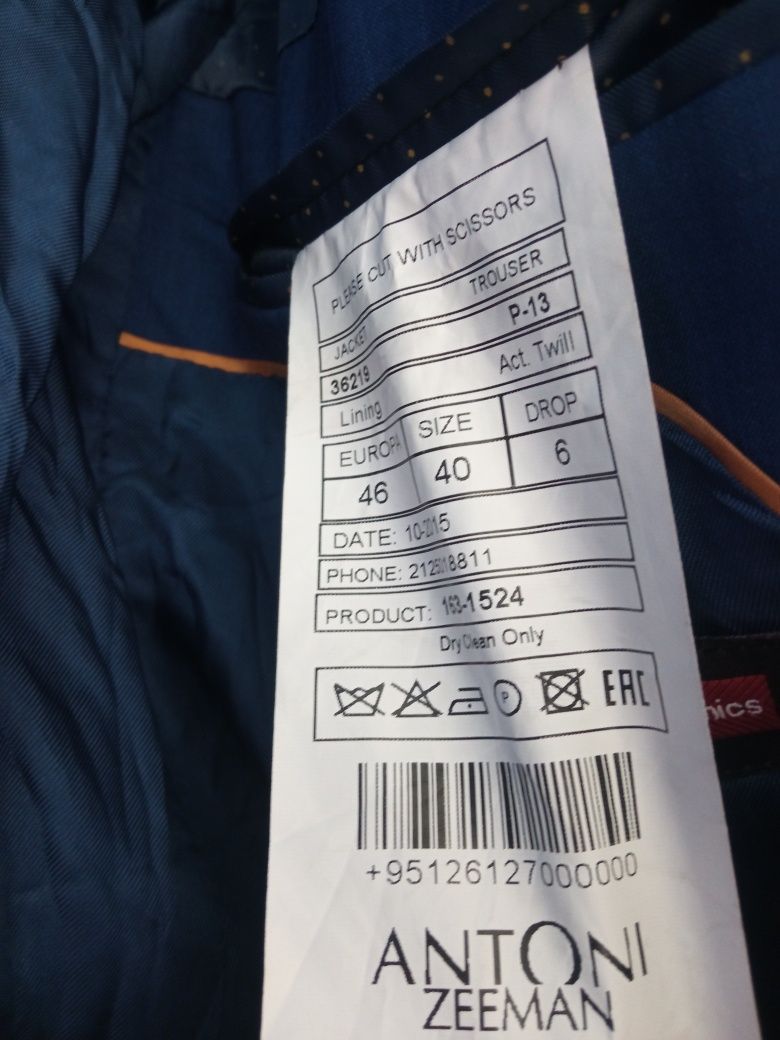 PLEASE CUT WITH SCISSORS
JACKET TROUSER
36219 P-13
Lining Act. Twill
EUROPA SIZE DROP
46 40 6
DATE: 10-2015
PHONE:
PRODUCT: 163-1524
Dry Clean Only
P EAC
+95126127000000
ANTONI
ZEEMAN
nics